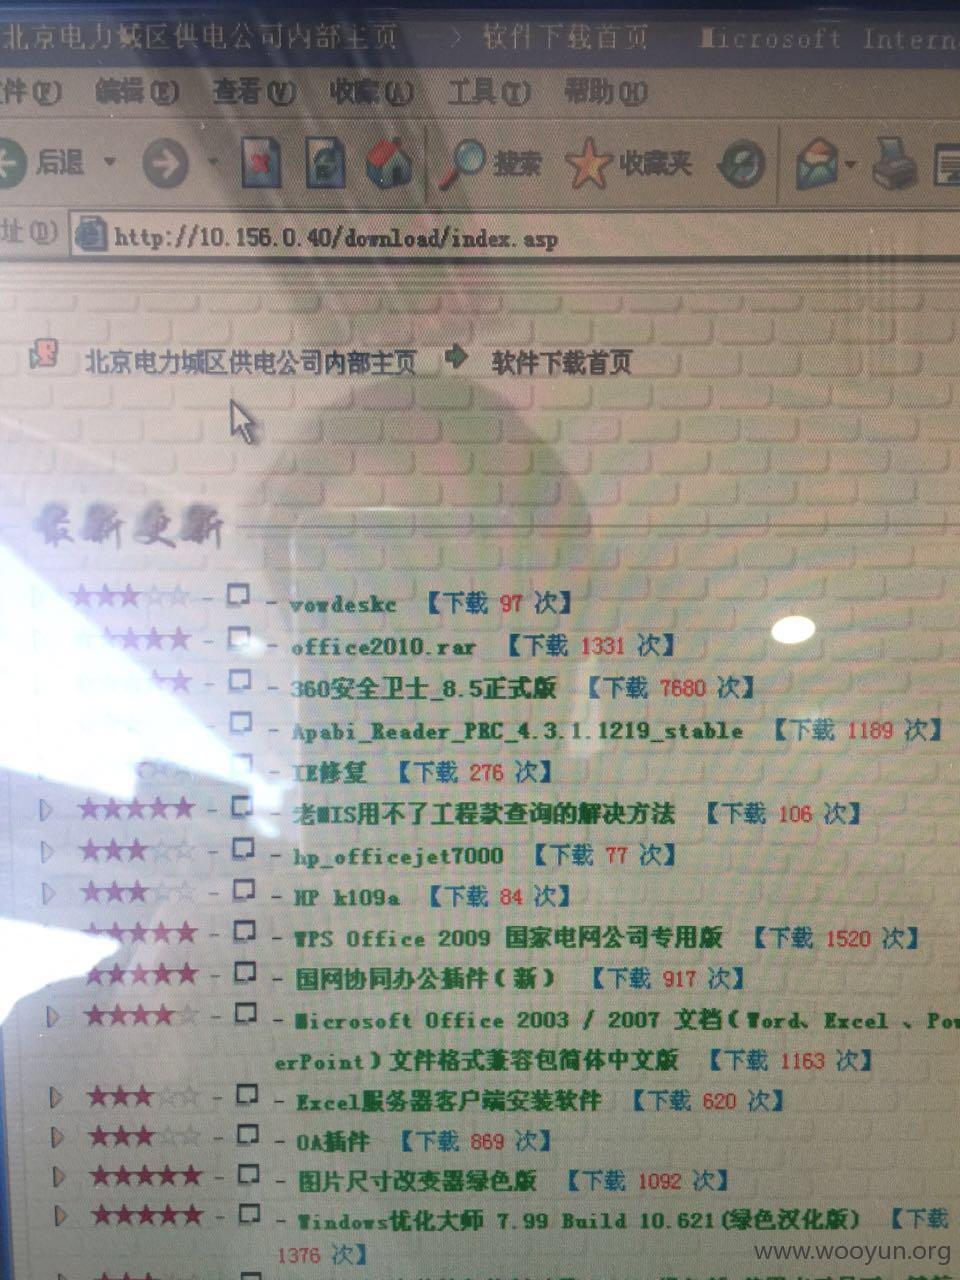 北京电力城区供电公司内部主页 -> 软件下载首页 Microsoft Intern
文件(F) 编辑(E) 查看(V) 收藏(A) 工具(T) 帮助(H)
后退 搜索 收藏夹
址(D) http://10.156.0.40/download/index.asp
北京电力城区供电公司内部主页 软件下载首页
最新更新
★★★☆☆ - - vowdeskc 【下载 97 次】
★★★★ - - office2010.rar 【下载 1331 次】
★★ - - 360安全卫士_8.5正式版 【下载 7680 次】
- - Apabi_Reader_PRC_4.3.1.1219_stable 【下载 1189 次】
- IE修复 【下载 276 次】
★★★★★ - - 老MIS用不了工程款查询的解决方法 【下载 106 次】
★★★☆☆ - - hp_officejet7000 【下载 77 次】
★★★☆☆ - - HP k109a 【下载 84 次】
★★★★★ - - WPS Office 2009 国家电网公司专用版 【下载 1520 次】
★★★★★ - - 国网协同办公插件(新) 【下载 917 次】
★★★★☆ - - Microsoft Office 2003 / 2007 文档(Word、Excel 、Pow
erPoint)文件格式兼容包简体中文版 【下载 1163 次】
★★★☆☆ - - Excel服务器客户端安装软件 【下载 620 次】
★★★☆☆ - - OA插件 【下载 869 次】
★★★★★ - - 图片尺寸改变器绿色版 【下载 1092 次】
★★★★★ - - Windows优化大师 7.99 Build 10.621(绿色汉化版) 【下载
1376 次】
www.wooyun.org